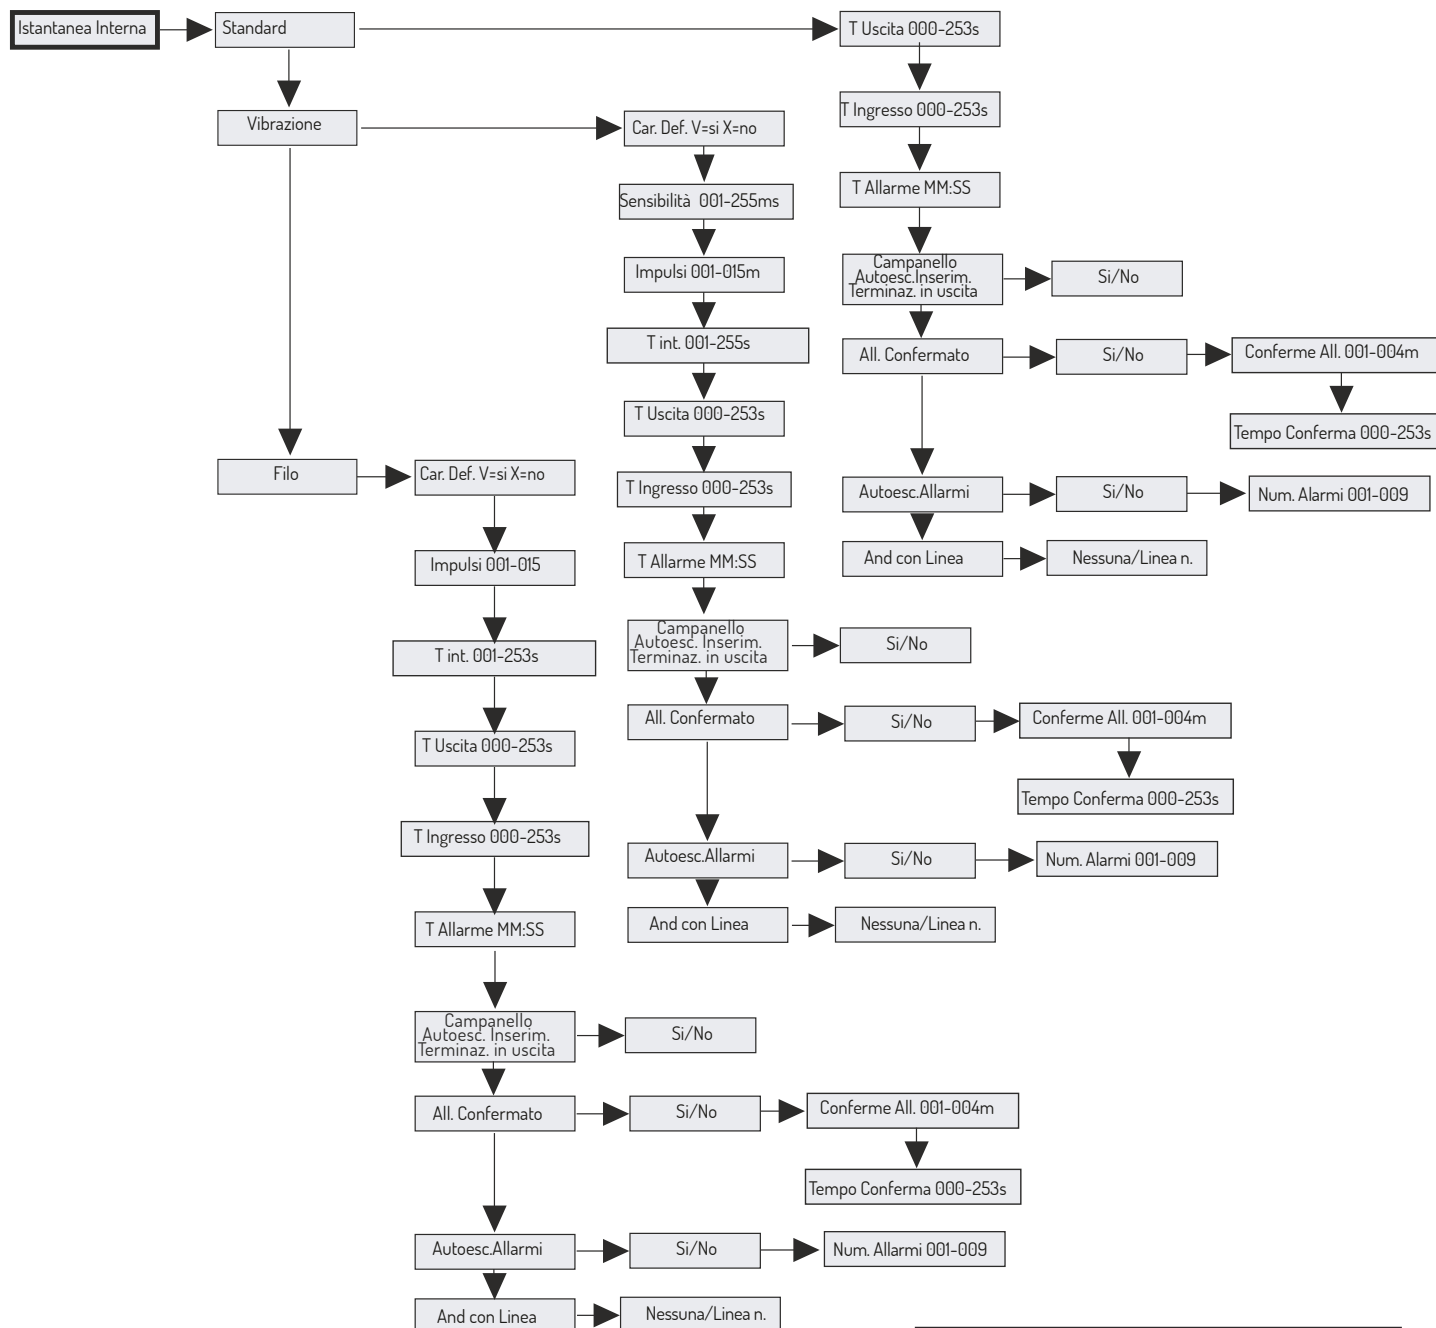 Istantanea Interna
Standard
T Uscita 000-253s
T Ingresso 000-253s
T Allarme MM:SS
Campanello
Autoesc.Inserim.
Terminaz. in uscita
Si/No
All. Confermato
Si/No
Conferme All. 001-004m
Tempo Conferma 000-253s
Autoesc.Allarmi
Si/No
Num. Alarmi 001-009
And con Linea
Nessuna/Linea n.
Vibrazione
Car. Def. V=si X=no
Sensibilità 001-255ms
Impulsi 001-015m
T int. 001-255s
T Uscita 000-253s
T Ingresso 000-253s
T Allarme MM:SS
Campanello
Autoesc. Inserim.
Terminaz. in uscita
Si/No
All. Confermato
Si/No
Conferme All. 001-004m
Tempo Conferma 000-253s
Autoesc.Allarmi
Si/No
Num. Alarmi 001-009
And con Linea
Nessuna/Linea n.
Filo
Car. Def. V=si X=no
Impulsi 001-015
T int. 001-253s
T Uscita 000-253s
T Ingresso 000-253s
T Allarme MM:SS
Campanello
Autoesc. Inserim.
Terminaz. in uscita
Si/No
All. Confermato
Si/No
Conferme All. 001-004m
Tempo Conferma 000-253s
Autoesc.Allarmi
Si/No
Num. Allarmi 001-009
And con Linea
Nessuna/Linea n.